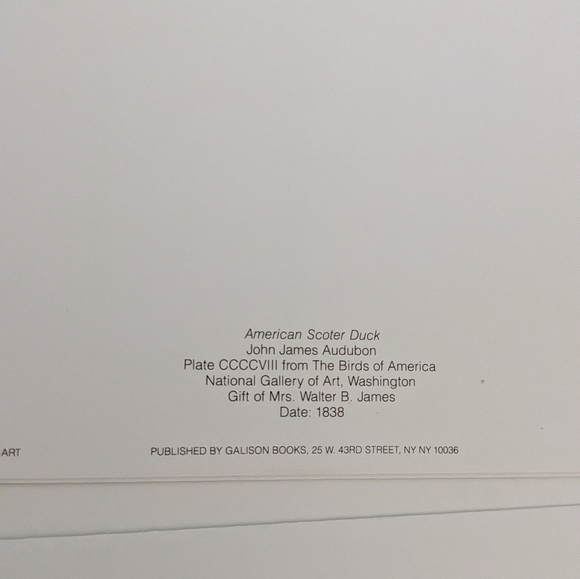 American Scoter Duck
John James Audubon
Plate CCCCVIII from The Birds of America
National Gallery of Art, Washington
Gift of Mrs. Walter B. James
Date: 1838
ART
PUBLISHED BY GALISON BOOKS, 25 W. 43RD STREET, NY NY 10036